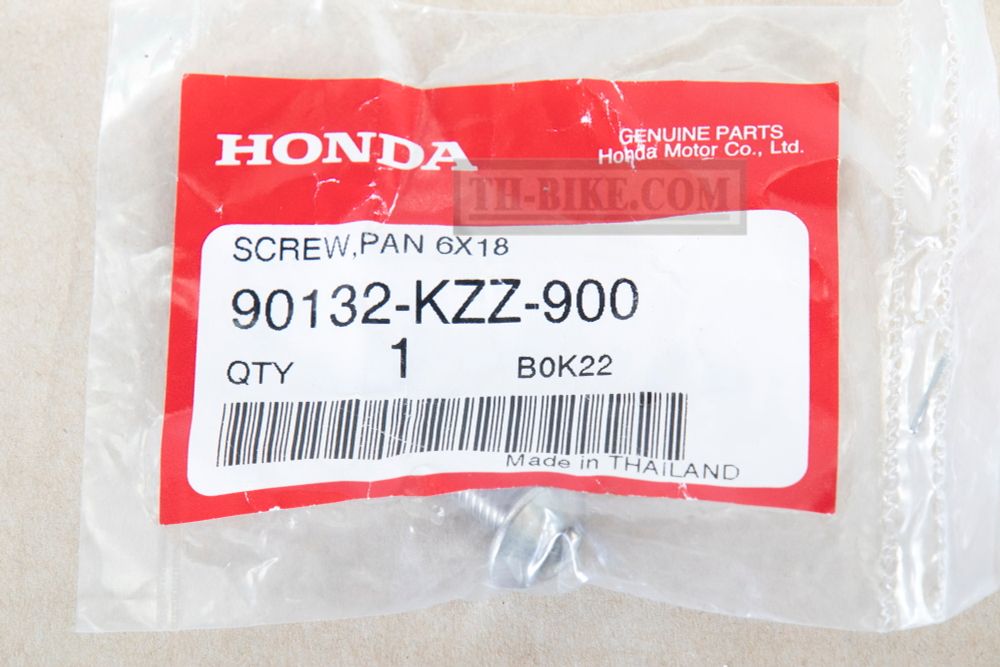 HONDA
GENUINE PARTS
Honda Motor Co., Ltd.
TH-BIKE.COM
SCREW,PAN 6X18
90132-KZZ-900
QTY 1 B0K22
Made in THAILAND